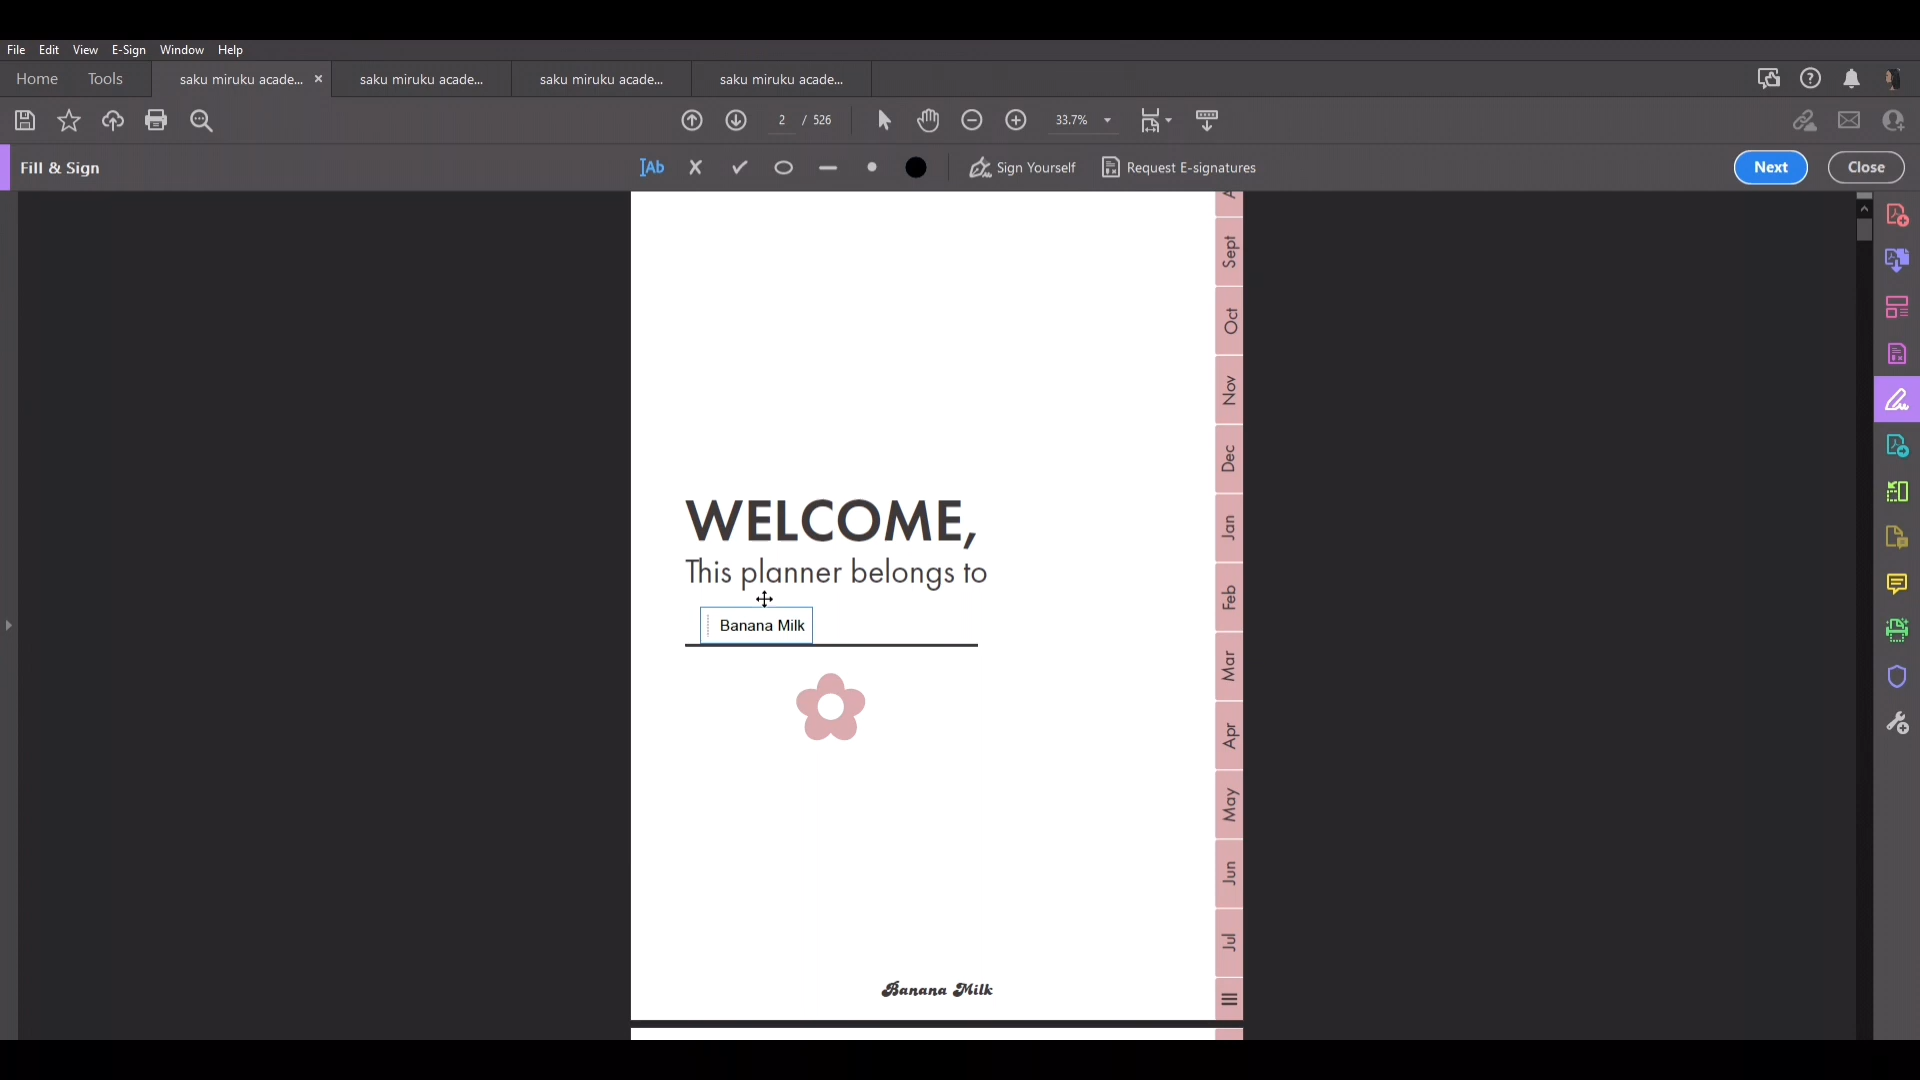 File Edit View E-Sign Window Help
Home Tools saku miruku acade... × saku miruku acade... saku miruku acade... saku miruku acade...
2 / 526 33.7%
Fill & Sign Ab Sign Yourself Request E-signatures Next Close
Sept
Oct
Nov
Dec
Jan
Feb
Mar
Apr
May
Jun
Jul
WELCOME,
This planner belongs to
Banana Milk
Banana Milk